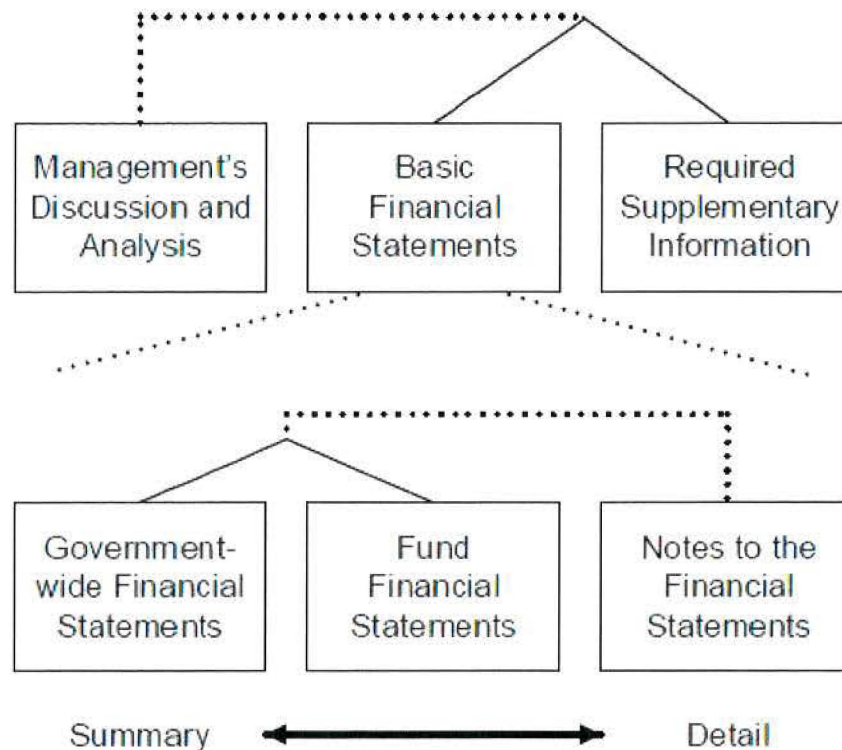 Management's
Discussion and
Analysis
Basic
Financial
Statements
Required
Supplementary
Information
Government-
wide Financial
Statements
Fund
Financial
Statements
Notes to the
Financial
Statements
Summary
Detail